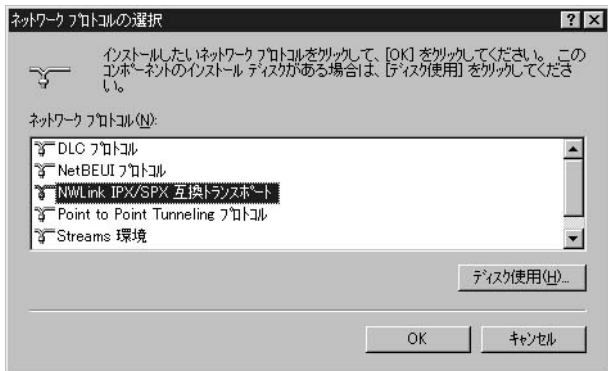 ネットワーク プロトコルの選択
インストールしたいネットワーク プロトコルをクリックして、[OK] をクリックしてください。 この
コンポーネントのインストール ディスクがある場合は、[ディスク使用] をクリックしてくださ
い。
ネットワーク プロトコル(N):
DLC プロトコル
NetBEUI プロトコル
NWLink IPX/SPX 互換トランスポート
Point to Point Tunneling プロトコル
Streams 環境
ディスク使用(H)...
OK
キャンセル